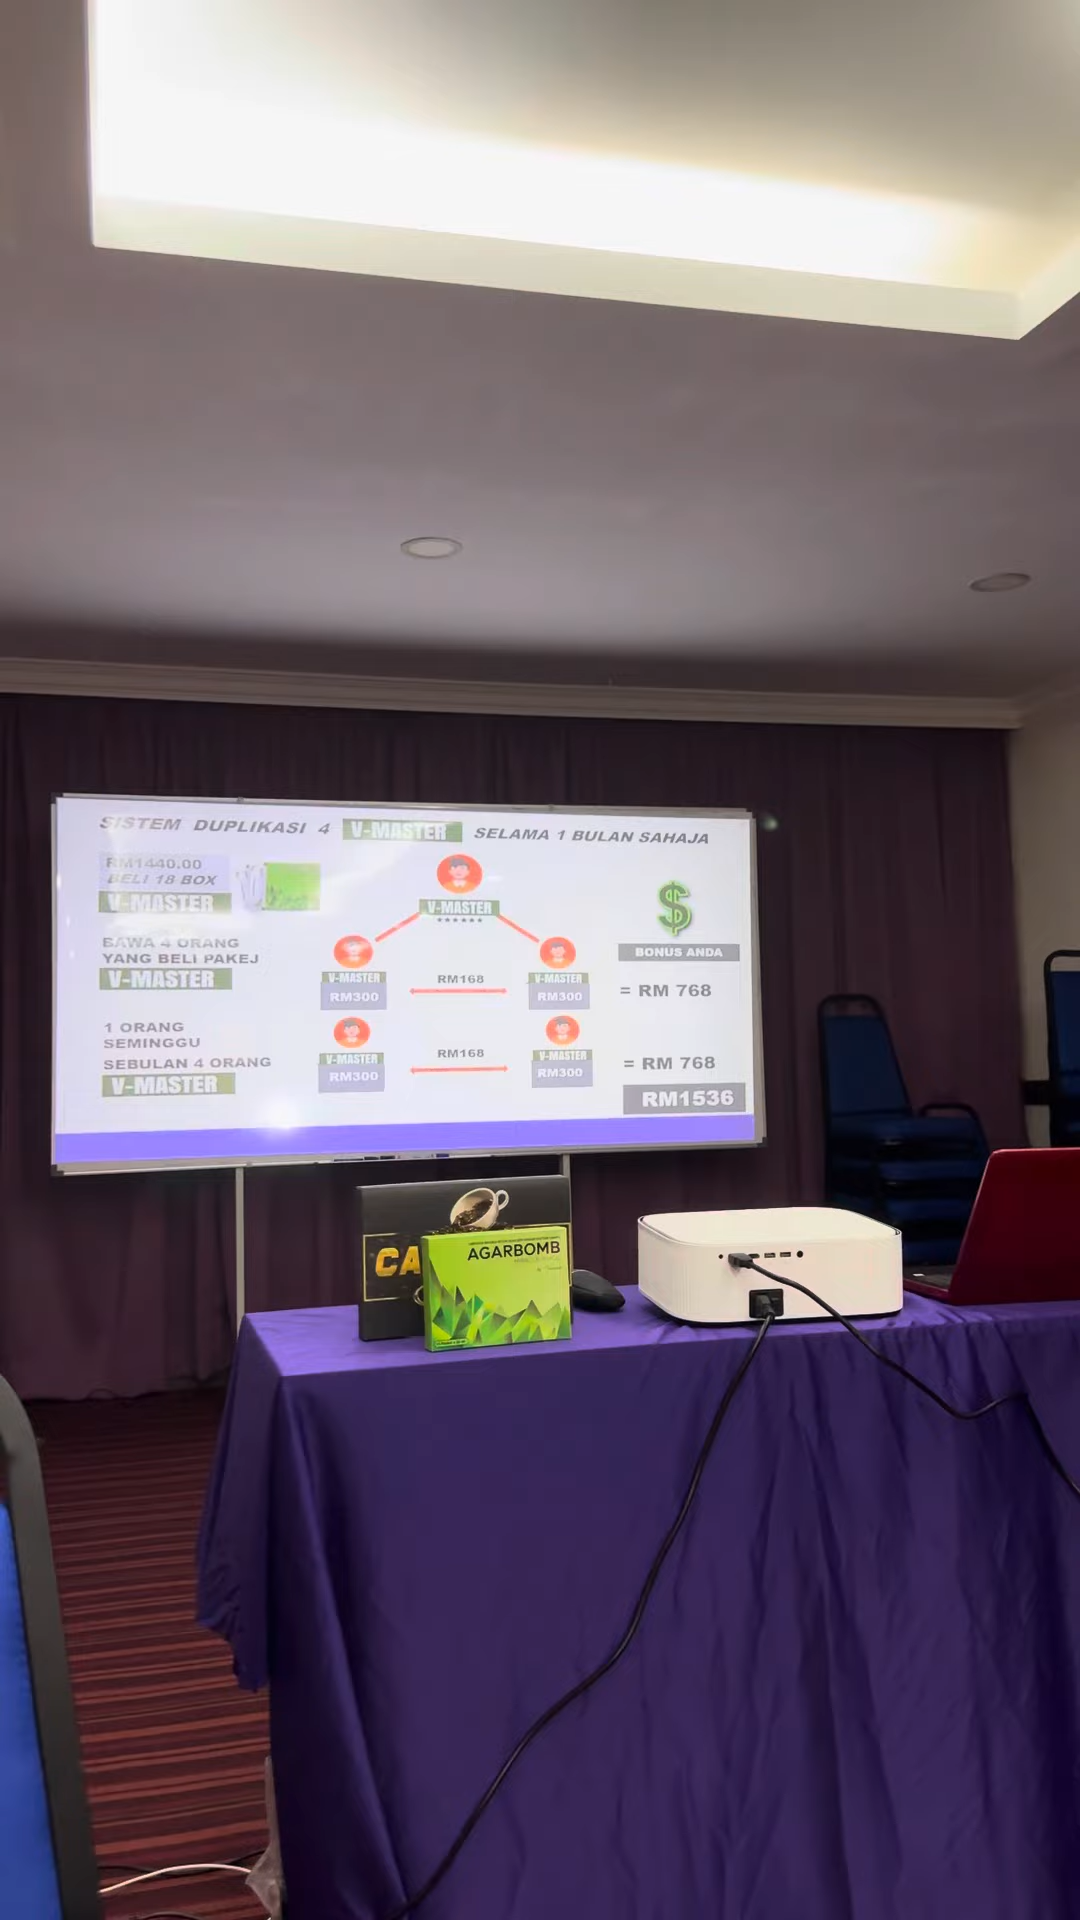 SISTEM DUPLIKASI 4 V-MASTER SELAMA 1 BULAN SAHAJA
RM1440.00
BELI 18 BOX
V-MASTER
BAWA 4 ORANG
YANG BELI PAKEJ
V-MASTER
1 ORANG
SEMINGGU
SEBULAN 4 ORANG
V-MASTER
V-MASTER
V-MASTER
RM300
RM168
V-MASTER
RM300
V-MASTER
RM300
RM168
V-MASTER
RM300
$
BONUS ANDA
= RM 768
= RM 768
RM1536
CA
AGARBOMB